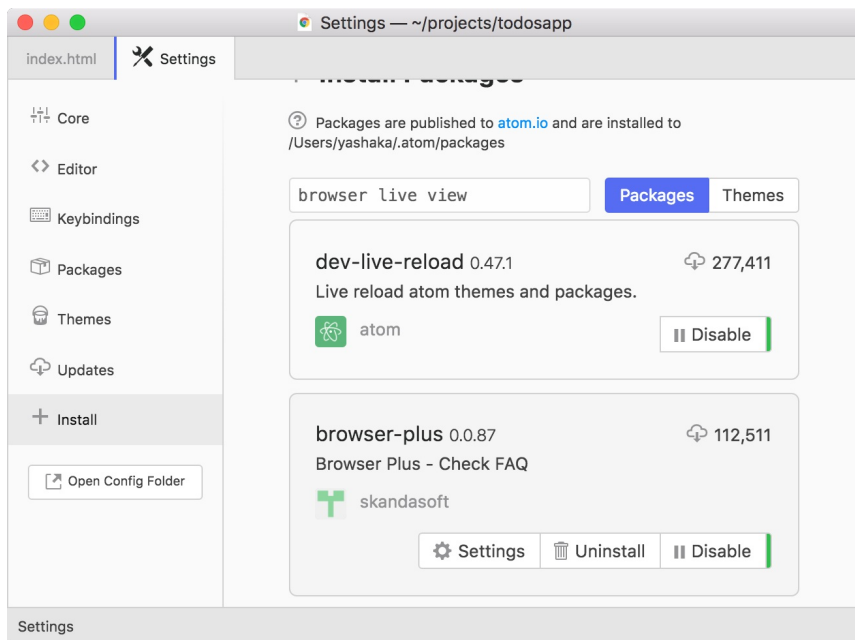 Settings — ~/projects/todosapp
index.html
Settings
Core
Editor
Keybindings
Packages
Themes
Updates
Install
Open Config Folder
Install Packages
Packages are published to atom.io and are installed to
/Users/yashaka/.atom/packages
browser live view
Packages Themes
dev-live-reload 0.47.1 277,411
Live reload atom themes and packages.
atom
Disable
browser-plus 0.0.87 112,511
Browser Plus - Check FAQ
skandasoft
Settings Uninstall Disable
Settings